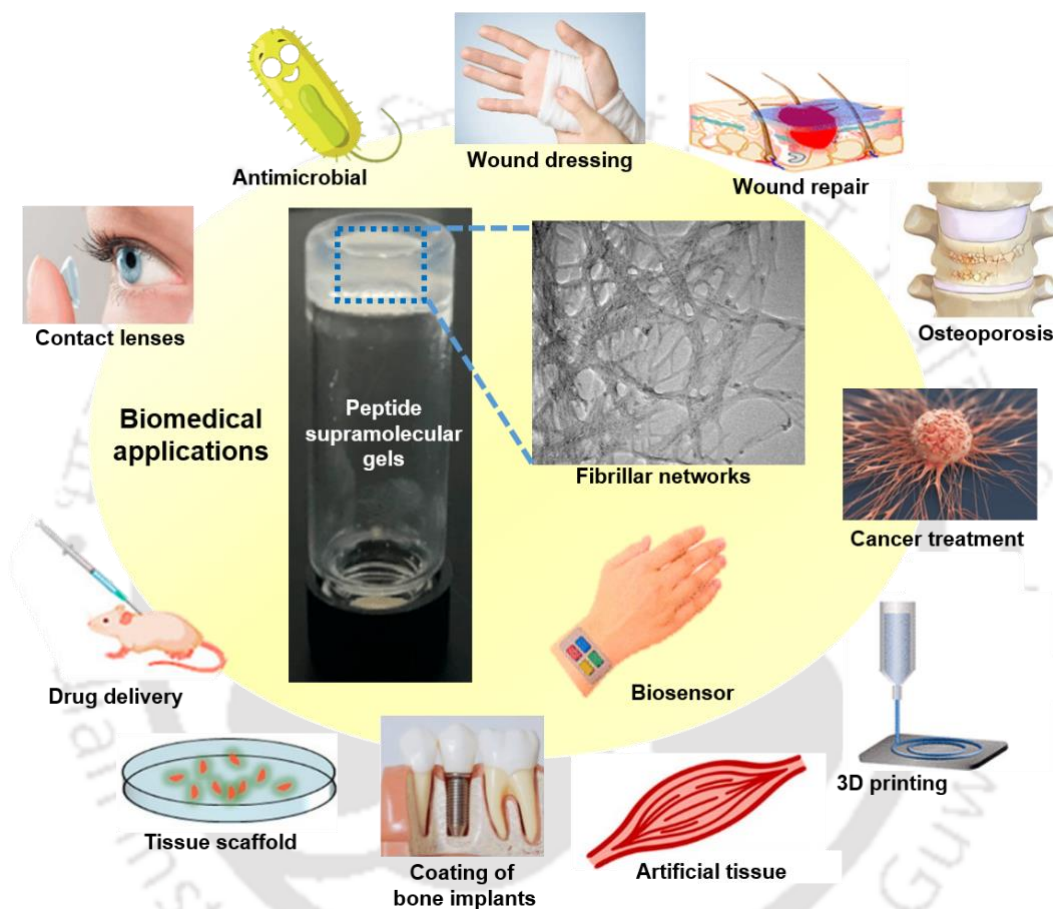 Antimicrobial
Wound dressing
Wound repair
Osteoporosis
Contact lenses
Biomedical
applications
Peptide
supramolecular
gels
Fibrillar networks
Cancer treatment
Drug delivery
Biosensor
3D printing
Tissue scaffold
Coating of
bone implants
Artificial tissue